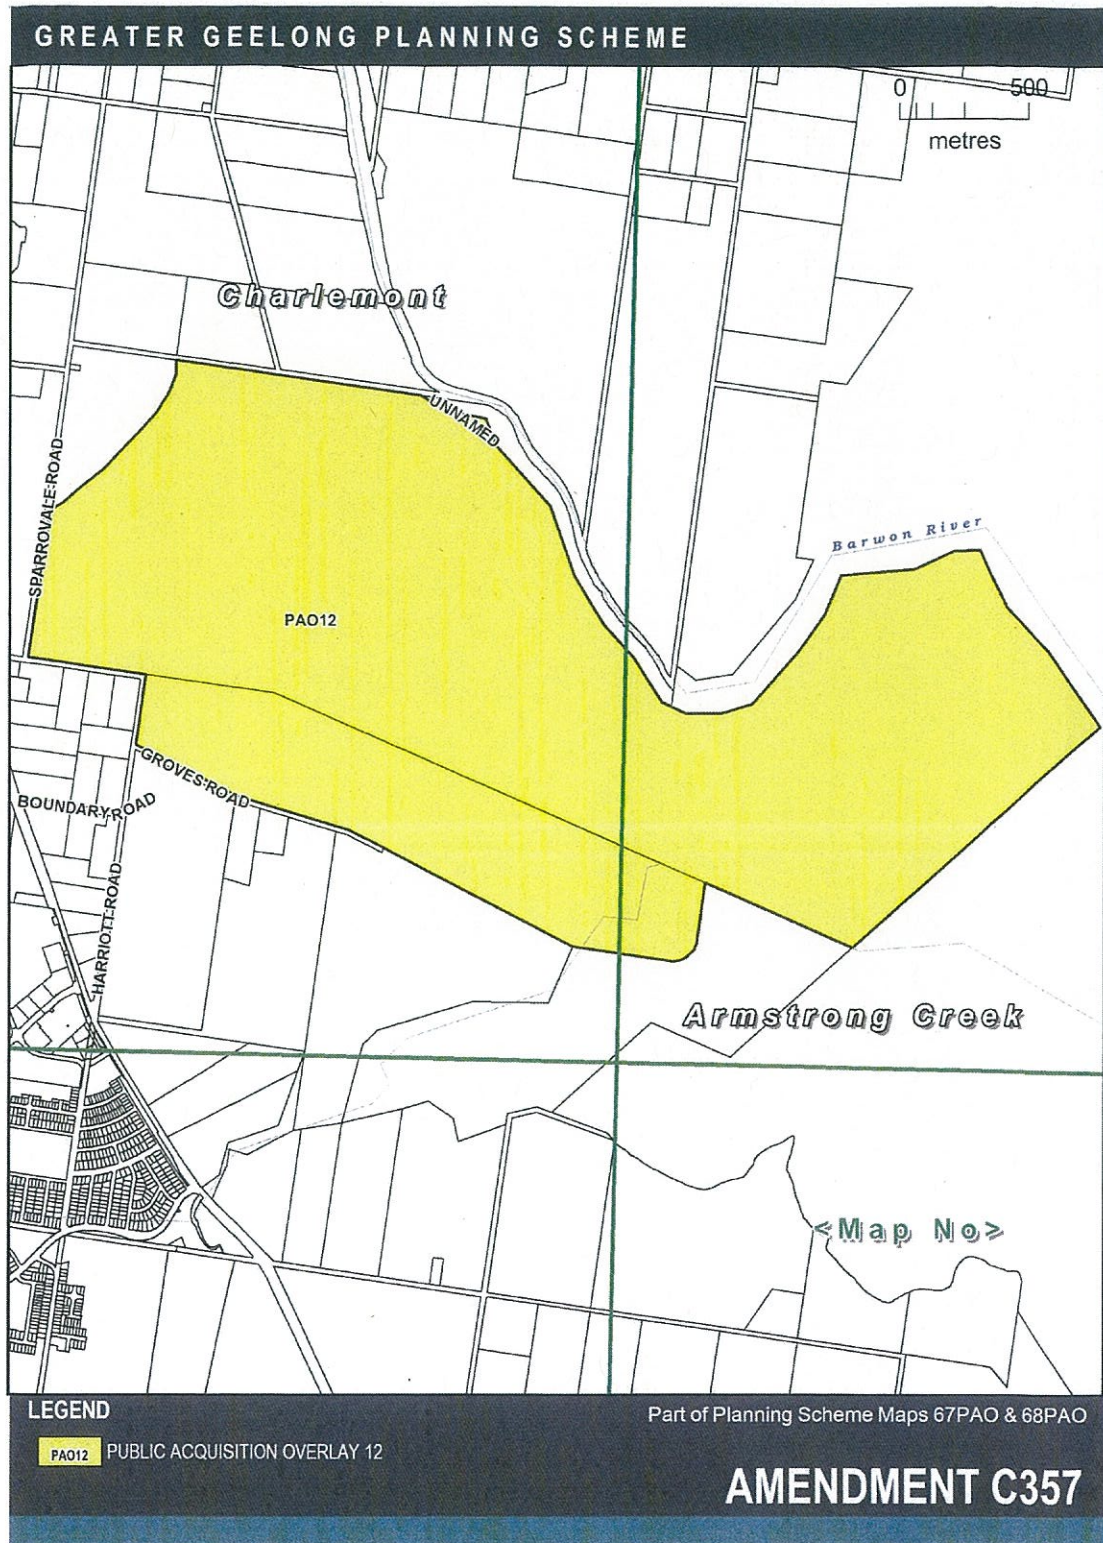 GREATER GEELONG PLANNING SCHEME
0 500
metres
Charlemont
UNNAMED
SPARROVALE ROAD
Barwon River
PAO12
GROVES ROAD
BOUNDARY ROAD
HARRIOTT ROAD
Armstrong Creek
<Map No>
LEGEND
Part of Planning Scheme Maps 67PAO & 68PAO
PAO12 PUBLIC ACQUISITION OVERLAY 12
AMENDMENT C357